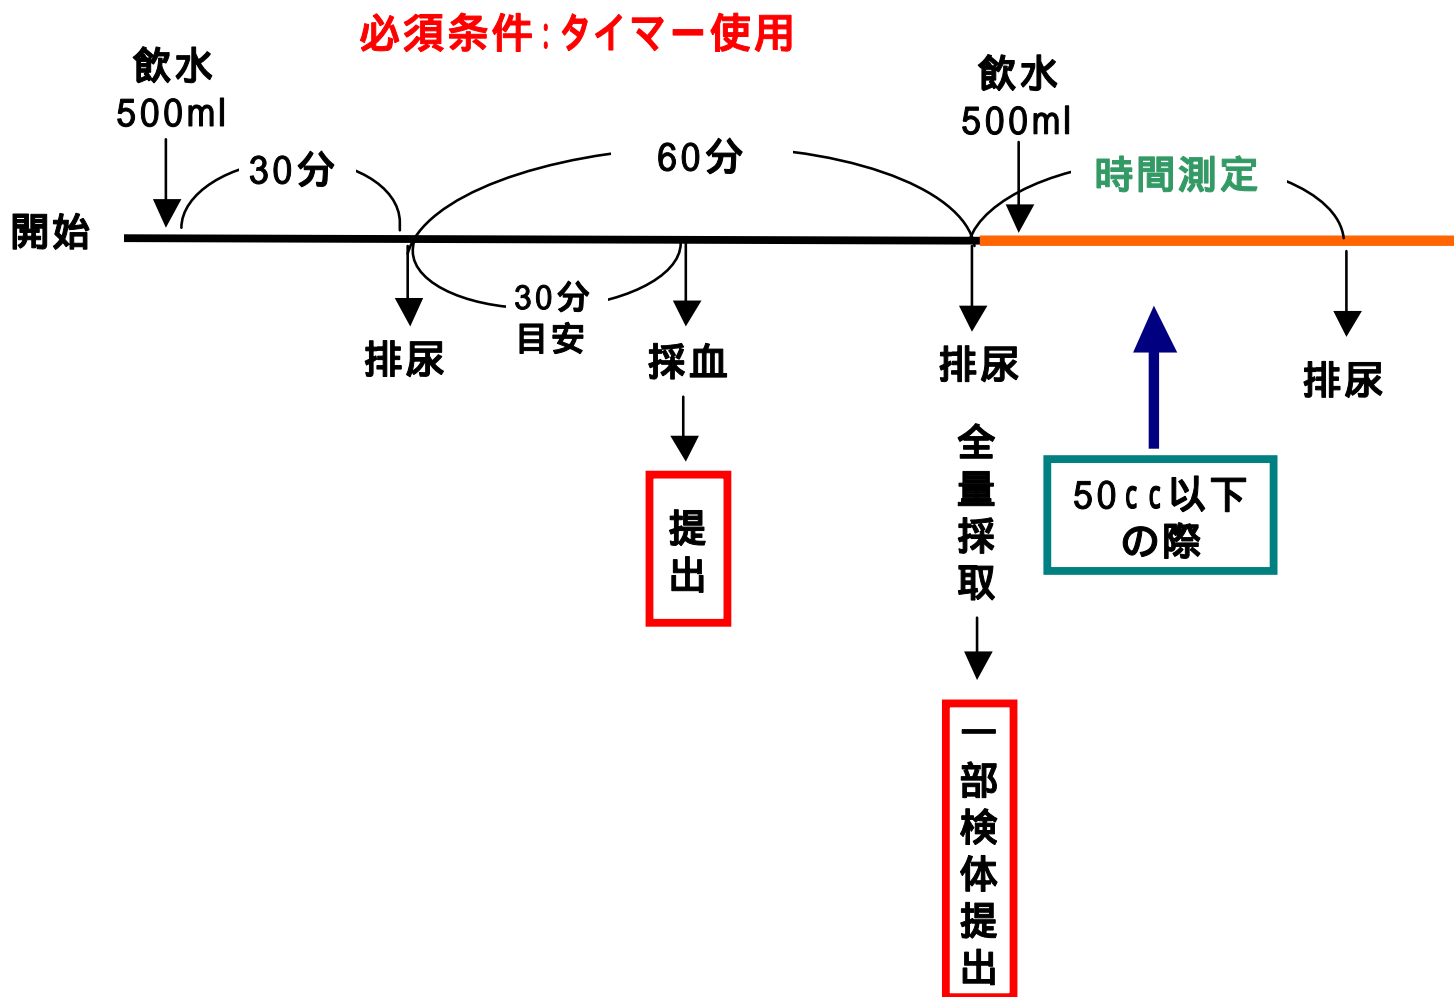 必須条件:タイマー使用
飲水
500ml
飲水
500ml
30分
60分
時間測定
開始
30分
目安
排尿
採血
排尿
排尿
提出
全量採取
50cc以下
の際
一部検体提出